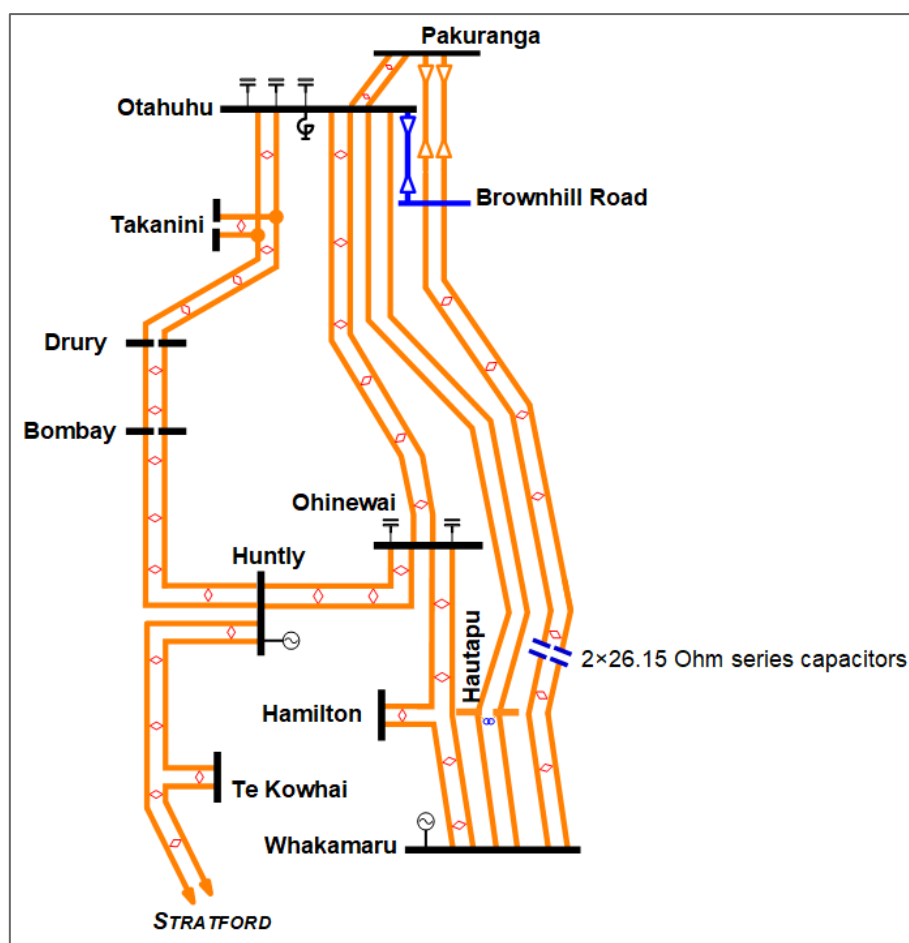 Pakuranga
Otahuhu
Brownhill Road
Takanini
Drury
Bombay
Ohinewai
Huntly
Hautapu
2×26.15 Ohm series capacitors
Hamilton
Te Kowhai
Whakamaru
STRATFORD